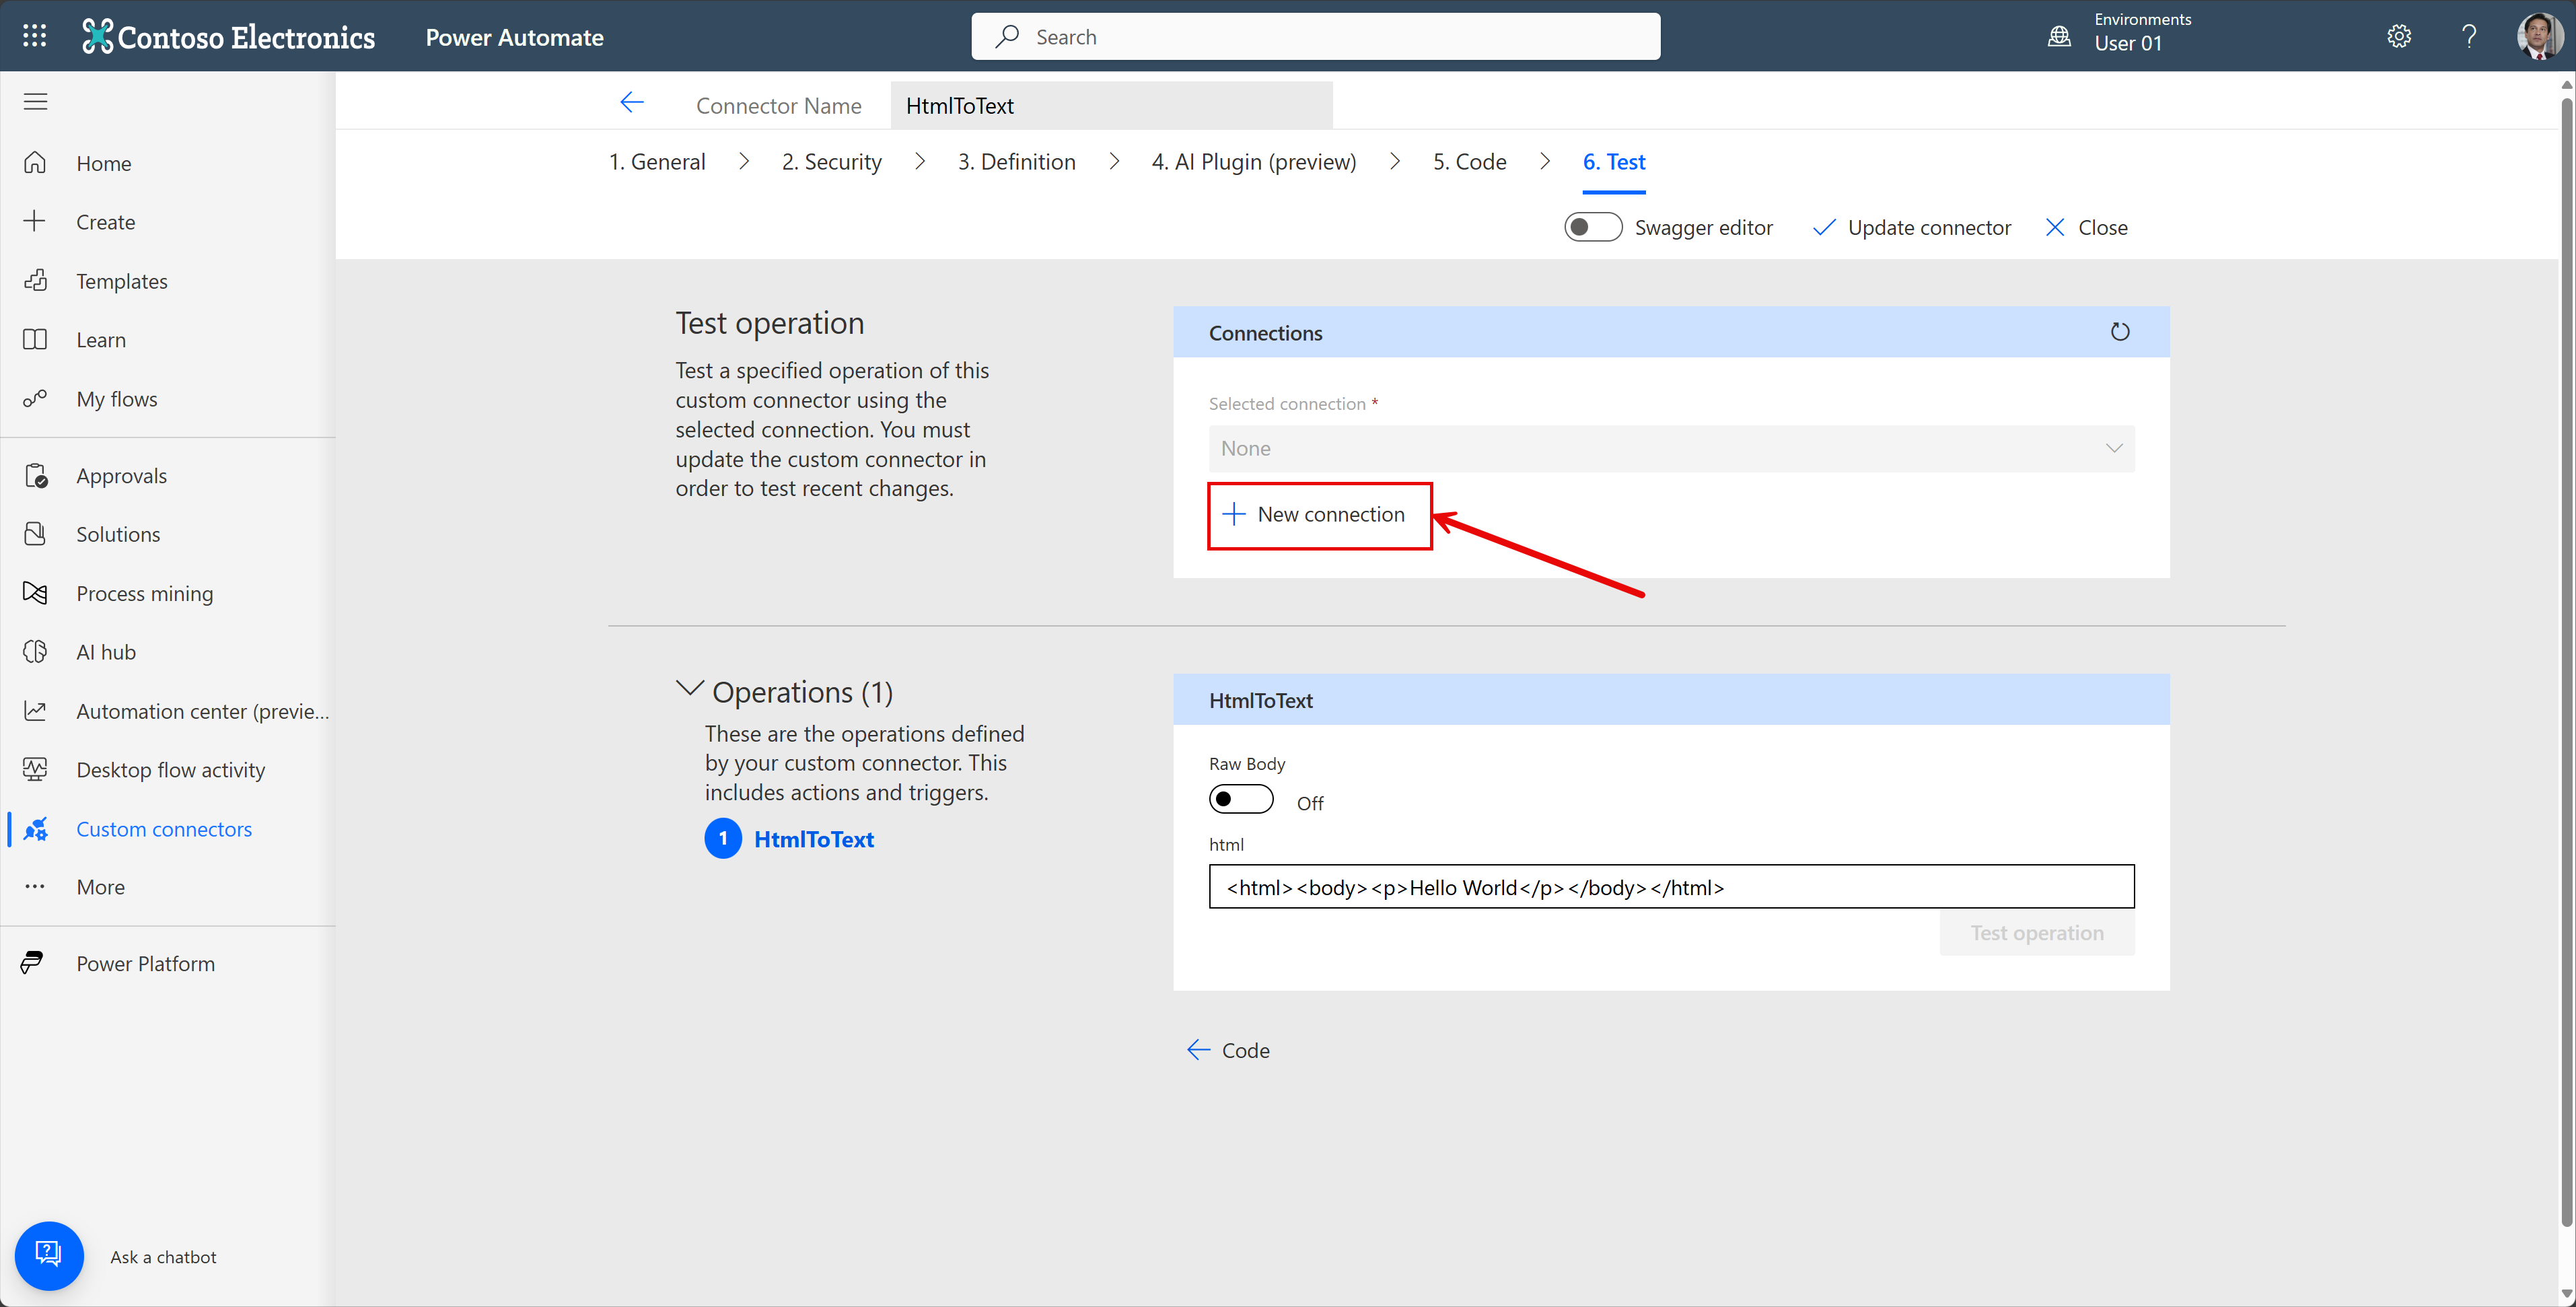 Contoso Electronics
Power Automate
Search
Environments
User 01
Connector Name
HtmlToText
1. General
2. Security
3. Definition
4. AI Plugin (preview)
5. Code
6. Test
Swagger editor
Update connector
Close
Home
Create
Templates
Learn
My flows
Approvals
Solutions
Process mining
AI hub
Automation center (previe...
Desktop flow activity
Custom connectors
More
Power Platform
Ask a chatbot
Test operation
Test a specified operation of this
custom connector using the
selected connection. You must
update the custom connector in
order to test recent changes.
Connections
Selected connection *
None
New connection
Operations (1)
These are the operations defined
by your custom connector. This
includes actions and triggers.
1 HtmlToText
HtmlToText
Raw Body
Off
html
<html><body><p>Hello World</p></body></html>
Test operation
Code